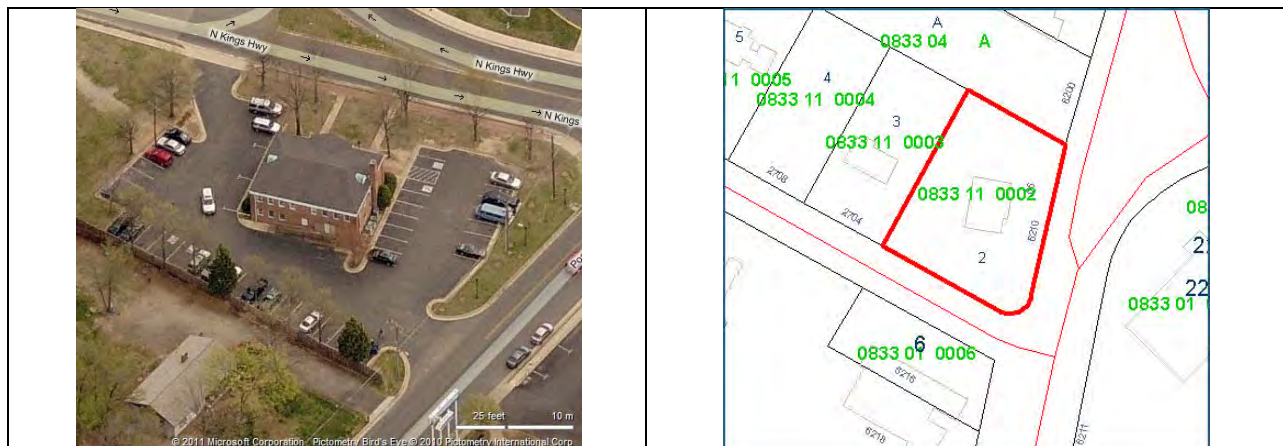 N Kings Hwy
N Kings Hwy
N Kings
Po
25 feet 10 m
© 2011 Microsoft Corporation Pictometry Bird's Eye © 2010 Pictometry International Corp
A
0833 04 A
5
11 0005
4
0833 11 0004
6200
3
0833 11 0003
2708
0833 11 0002
2704
6210
08
2
22
6
0833 01 0006
0833 01
6216
6218
6211